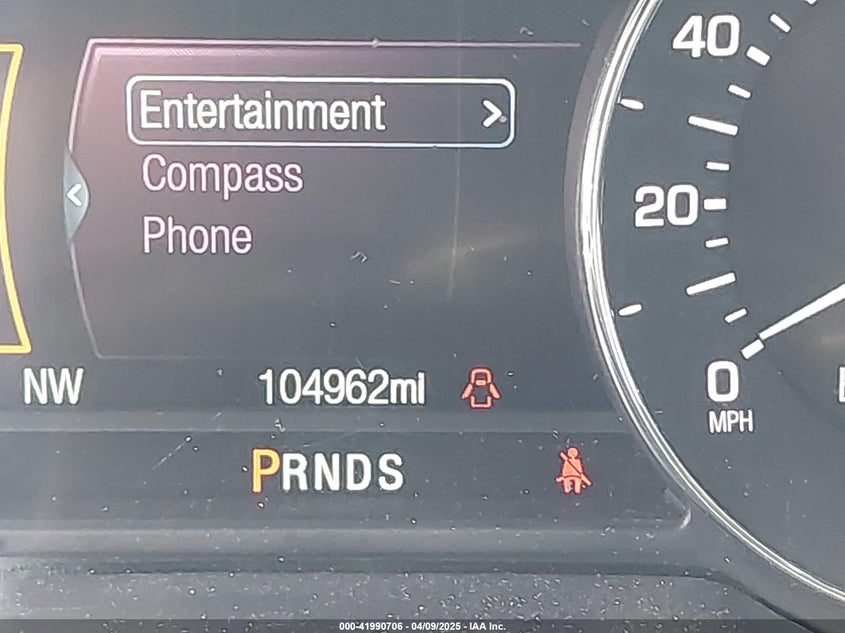 40
Entertainment >
Compass
<
20
Phone
NW
104962mi
0
MPH
PRNDS
000-41990706 - 04/09/2025 - IAA Inc.